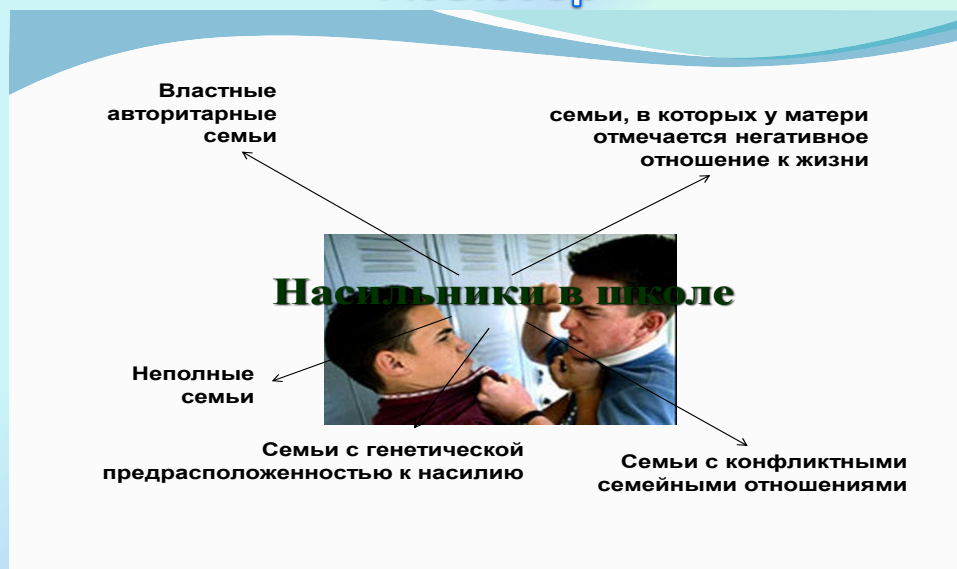 Властные
авторитарные
семьи
семьи, в которых у матери
отмечается негативное
отношение к жизни
Насильники в школе
Неполные
семьи
Семьи с генетической
предрасположенностью к насилию
Семьи с конфликтными
семейными отношениями